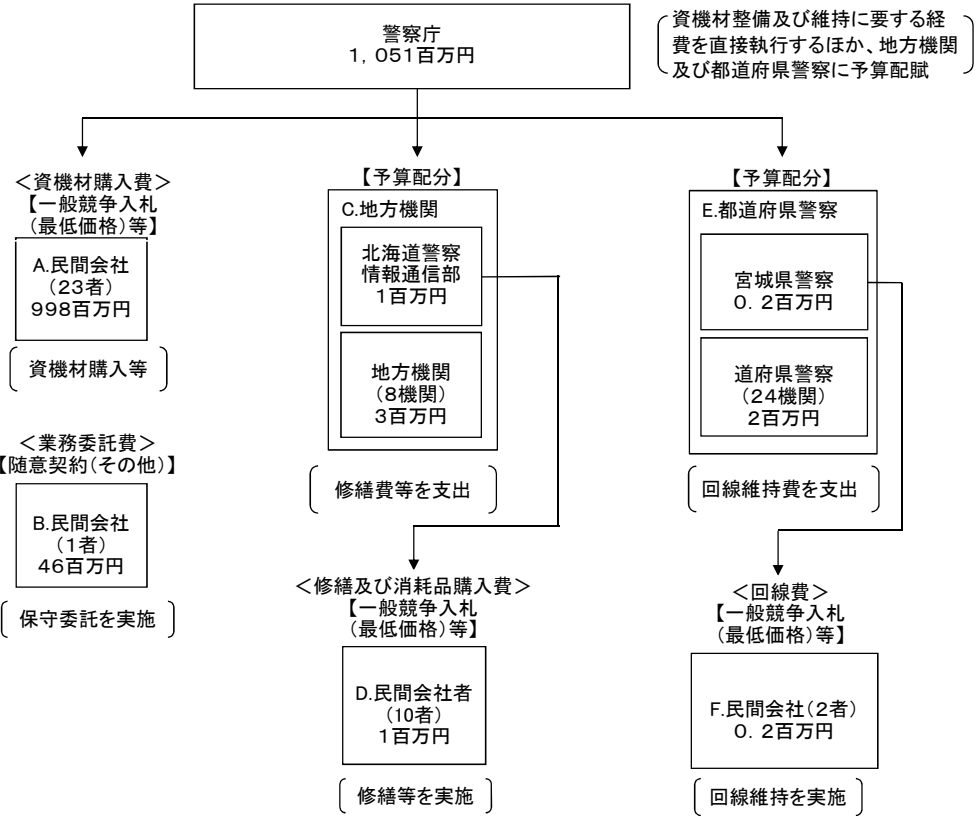 警察庁
１，０５１百万円
資機材整備及び維持に要する経
費を直接執行するほか、地方機関
及び都道府県警察に予算配賦
＜資機材購入費＞
【一般競争入札
（最低価格）等】
A.民間会社
（２３者）
９９８百万円
資機材購入等
＜業務委託費＞
【随意契約（その他）】
B.民間会社
（１者）
４６百万円
保守委託を実施
【予算配分】
C.地方機関
北海道警察
情報通信部
１百万円
地方機関
（８機関）
３百万円
修繕費等を支出
＜修繕及び消耗品購入費＞
【一般競争入札
（最低価格）等】
D.民間会社者
（10者）
１百万円
修繕等を実施
【予算配分】
E.都道府県警察
宮城県警察
０．２百万円
道府県警察
（２４機関）
２百万円
回線維持費を支出
＜回線費＞
【一般競争入札
（最低価格）等】
F.民間会社（２者）
０．２百万円
回線維持を実施